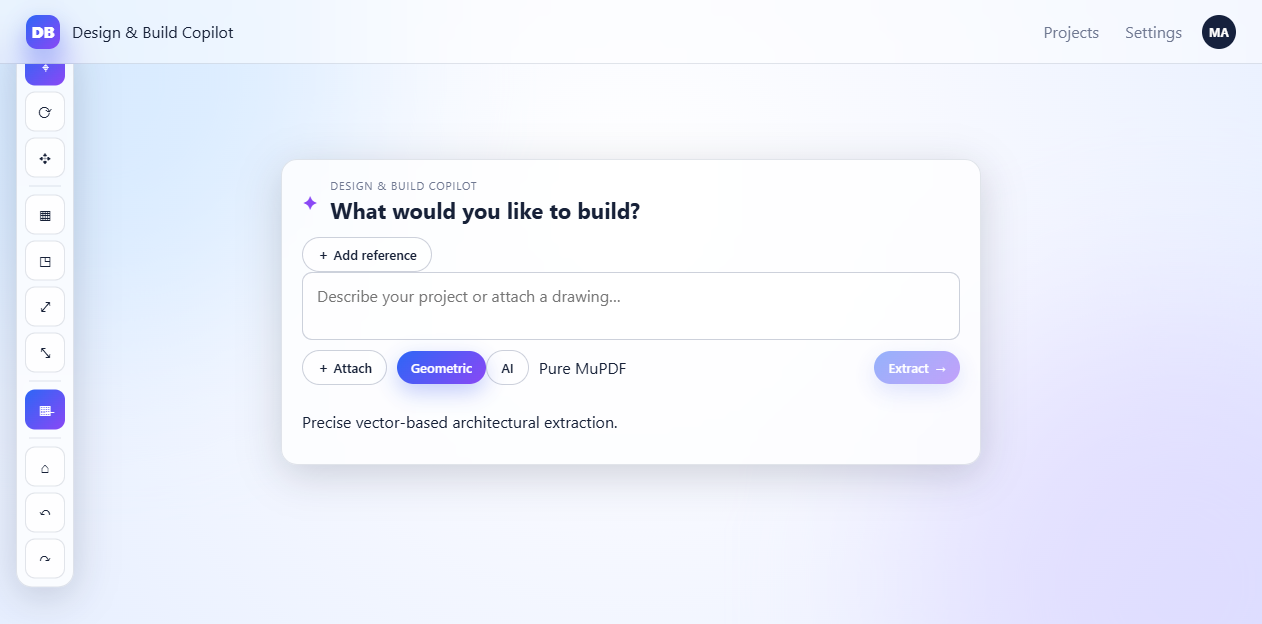 DB Design & Build Copilot
Projects Settings MA
DESIGN & BUILD COPILOT
What would you like to build?
+ Add reference
Describe your project or attach a drawing...
+ Attach Geometric AI Pure MuPDF Extract →
Precise vector-based architectural extraction.